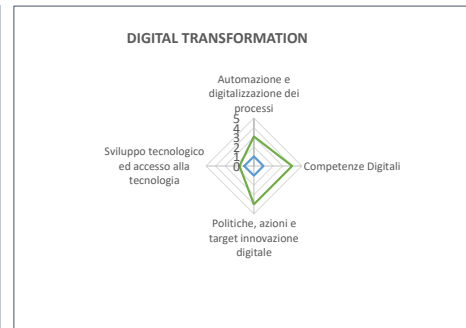 DIGITAL TRANSFORMATION
Automazione e
digitalizzazione dei
processi
5
4
3
2
1
0
Sviluppo tecnologico
ed accesso alla
tecnologia
Competenze Digitali
Politiche, azioni e
target innovazione
digitale